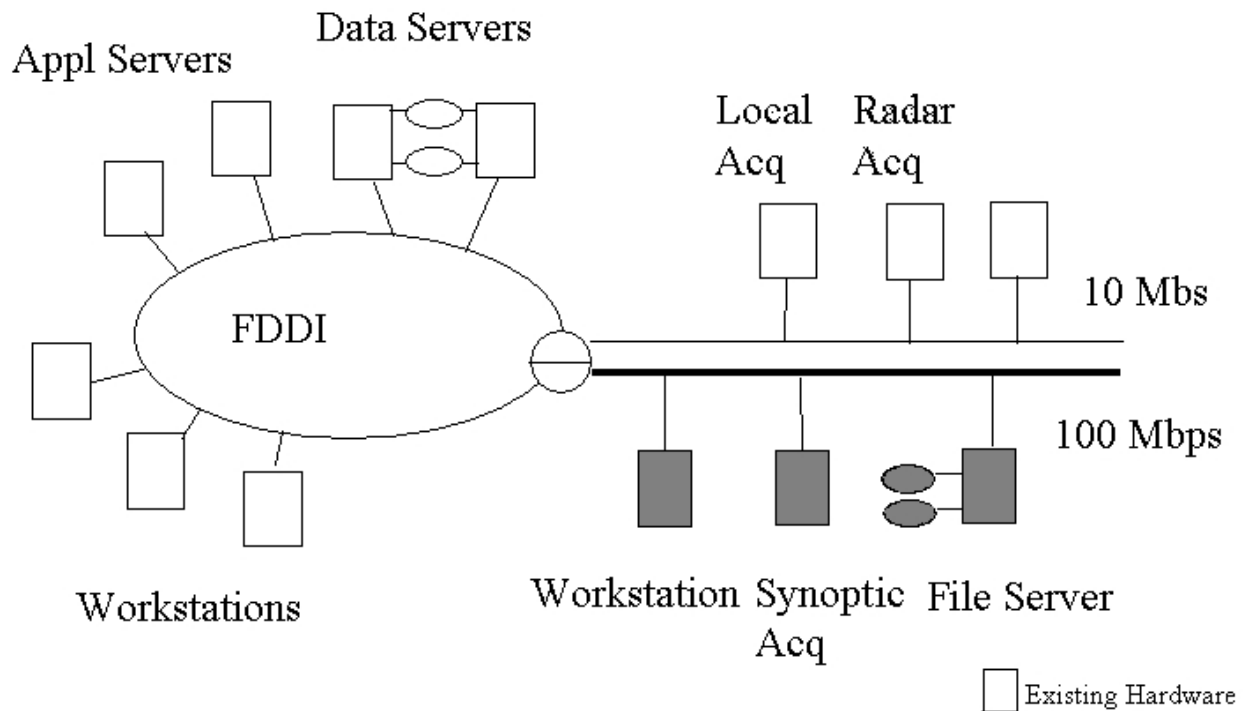 Data Servers
Appl Servers
Local
Acq
Radar
Acq
10 Mbs
FDDI
100 Mbps
Workstations
Workstation
Synoptic
Acq
File Server
Existing Hardware